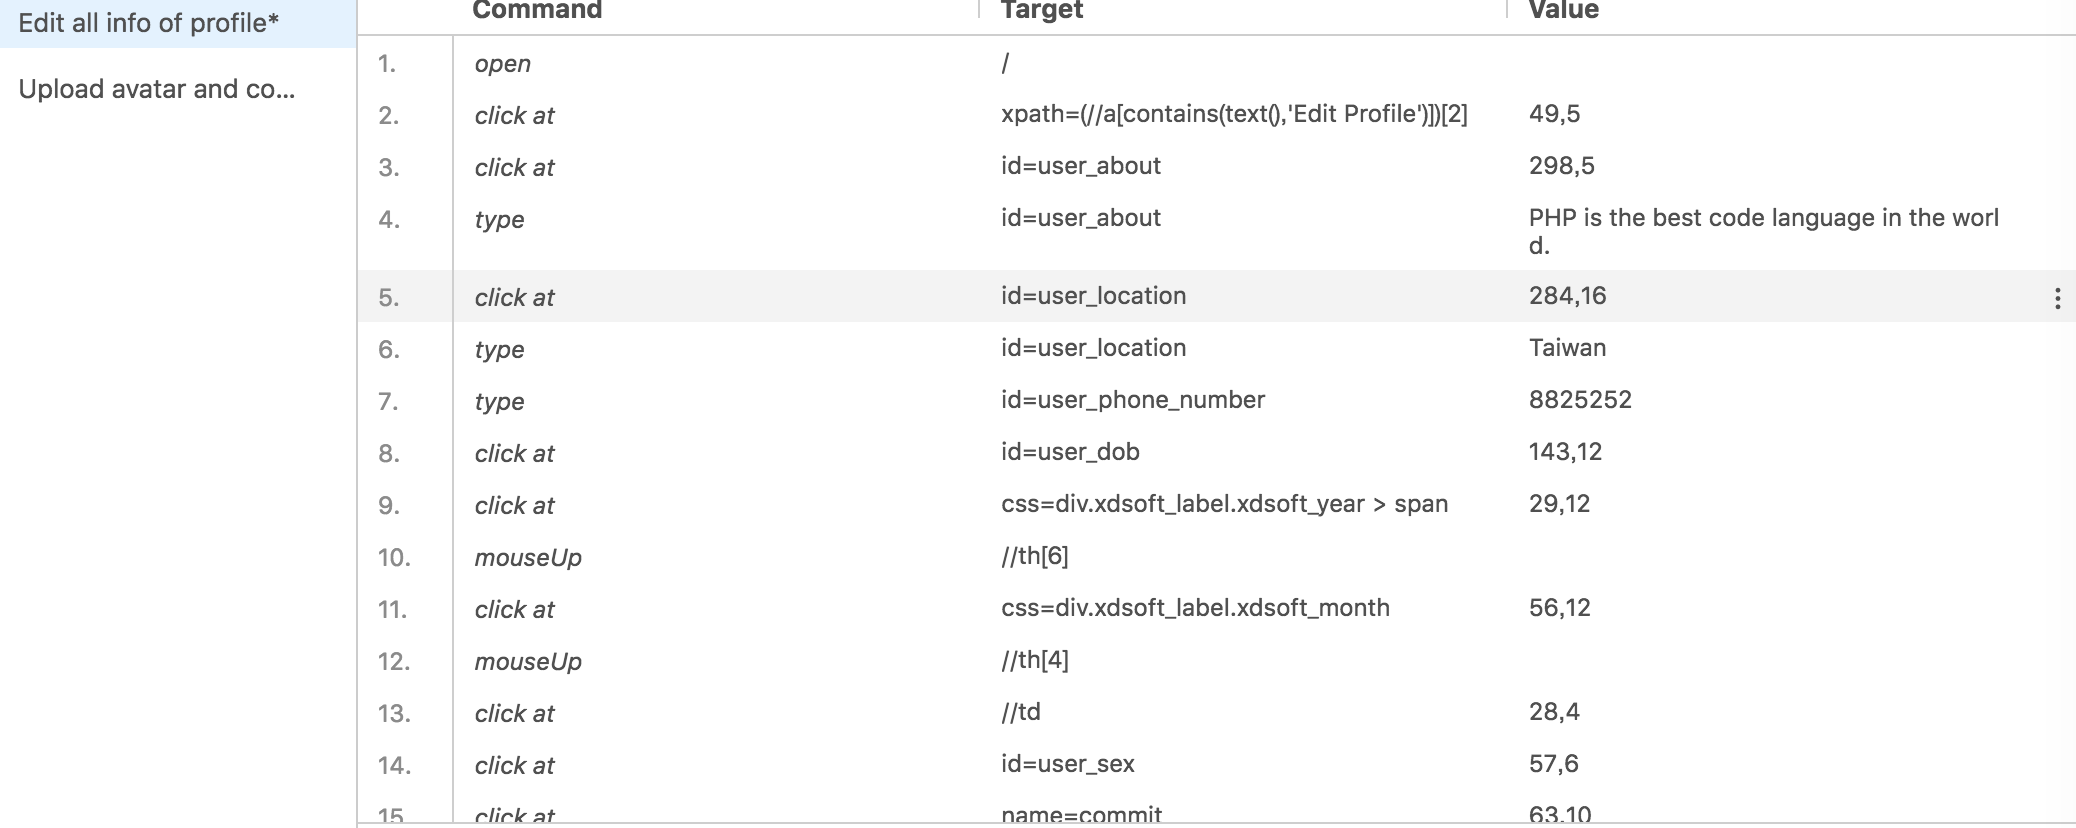 Edit all info of profile*
Upload avatar and co...
Command Target Value
1. open /
2. click at xpath=(//a[contains(text(),'Edit Profile')])[2] 49,5
3. click at id=user_about 298,5
4. type id=user_about PHP is the best code language in the worl
d.
5. click at id=user_location 284,16
6. type id=user_location Taiwan
7. type id=user_phone_number 8825252
8. click at id=user_dob 143,12
9. click at css=div.xdsoft_label.xdsoft_year > span 29,12
10. mouseUp //th[6]
11. click at css=div.xdsoft_label.xdsoft_month 56,12
12. mouseUp //th[4]
13. click at //td 28,4
14. click at id=user_sex 57,6
15 click at name=commit 63,10